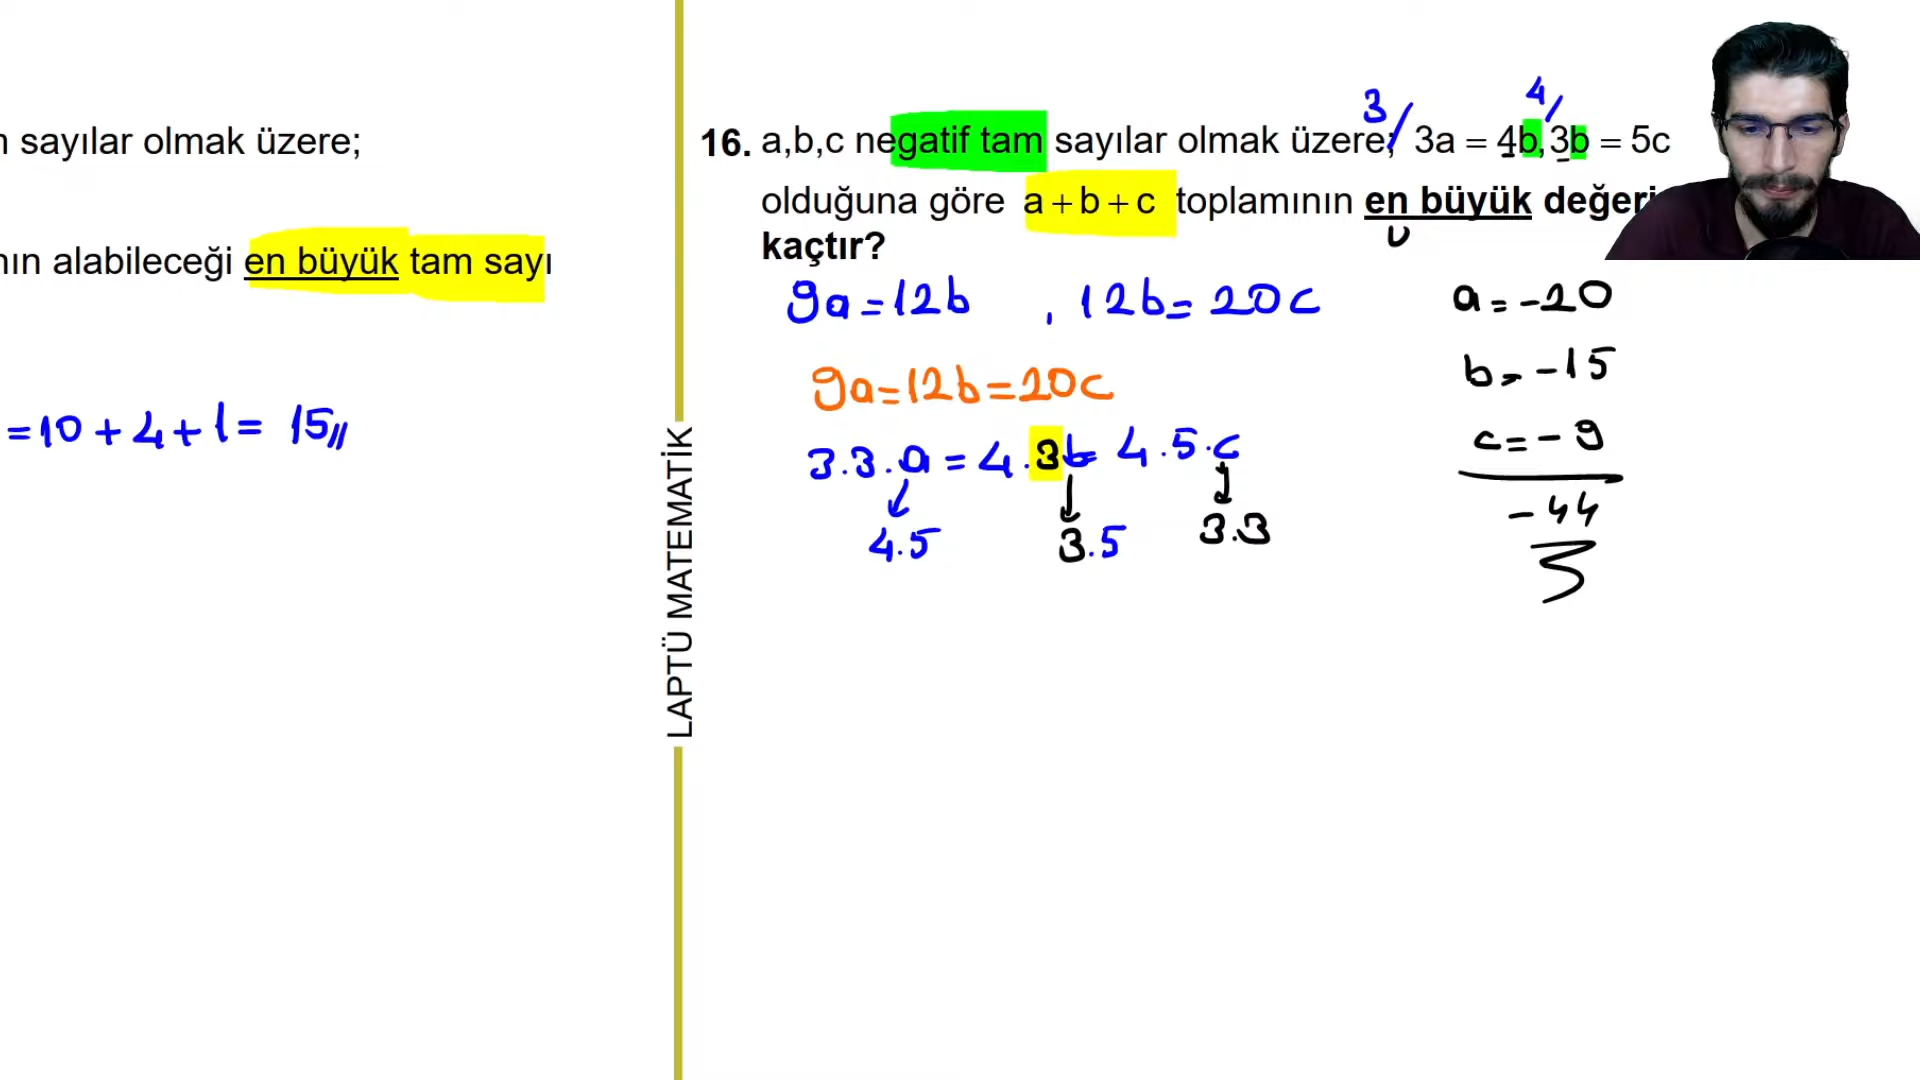 sayılar olmak üzere;
alabileceği en büyük tam sayı
=10+4+1= 15//
LAPTÜ MATEMATİK
3/ 4/
16. a,b,c negatif tam sayılar olmak üzere; 3a = 4b, 3b = 5c
olduğuna göre a+b+c toplamının en büyük değeri
kaçtır?
9a=12b , 12b=20c
9a=12b=20c
3.3.a = 4.3b= 4.5.c
4.5 3.5 3.3
a=-20
b=-15
c=-9
-44